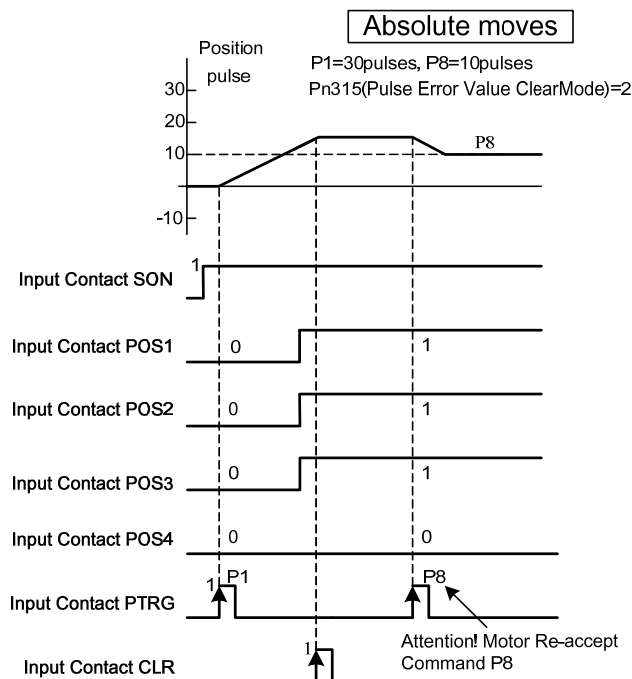 Absolute moves
Position
pulse
P1=30pulses, P8=10pulses
Pn315(Pulse Error Value ClearMode)=2
30
20
10
P8
-10
1
Input Contact SON
Input Contact POS1
0
1
Input Contact POS2
0
1
Input Contact POS3
0
1
Input Contact POS4
0
0
Input Contact PTRG
1
P1
P8
Attention! Motor Re-accept
Command P8
Input Contact CLR
1